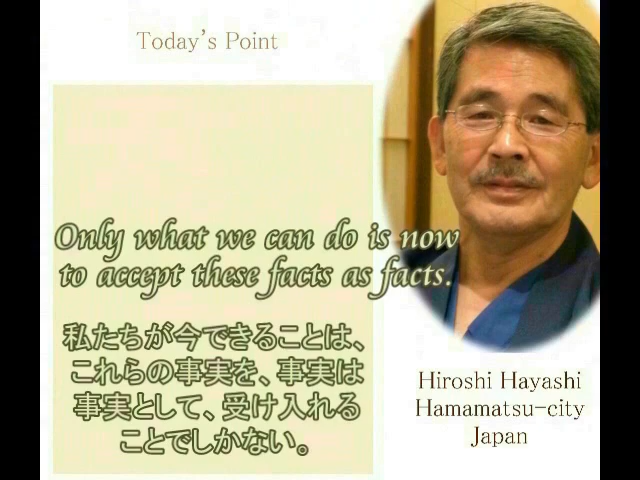 Today's Point
Only what we can do is now
to accept these facts as facts.
私たちが今できることは、
これらの事実を、事実は
事実として、受け入れる
ことでしかない。
Hiroshi Hayashi
Hamamatsu-city
Japan